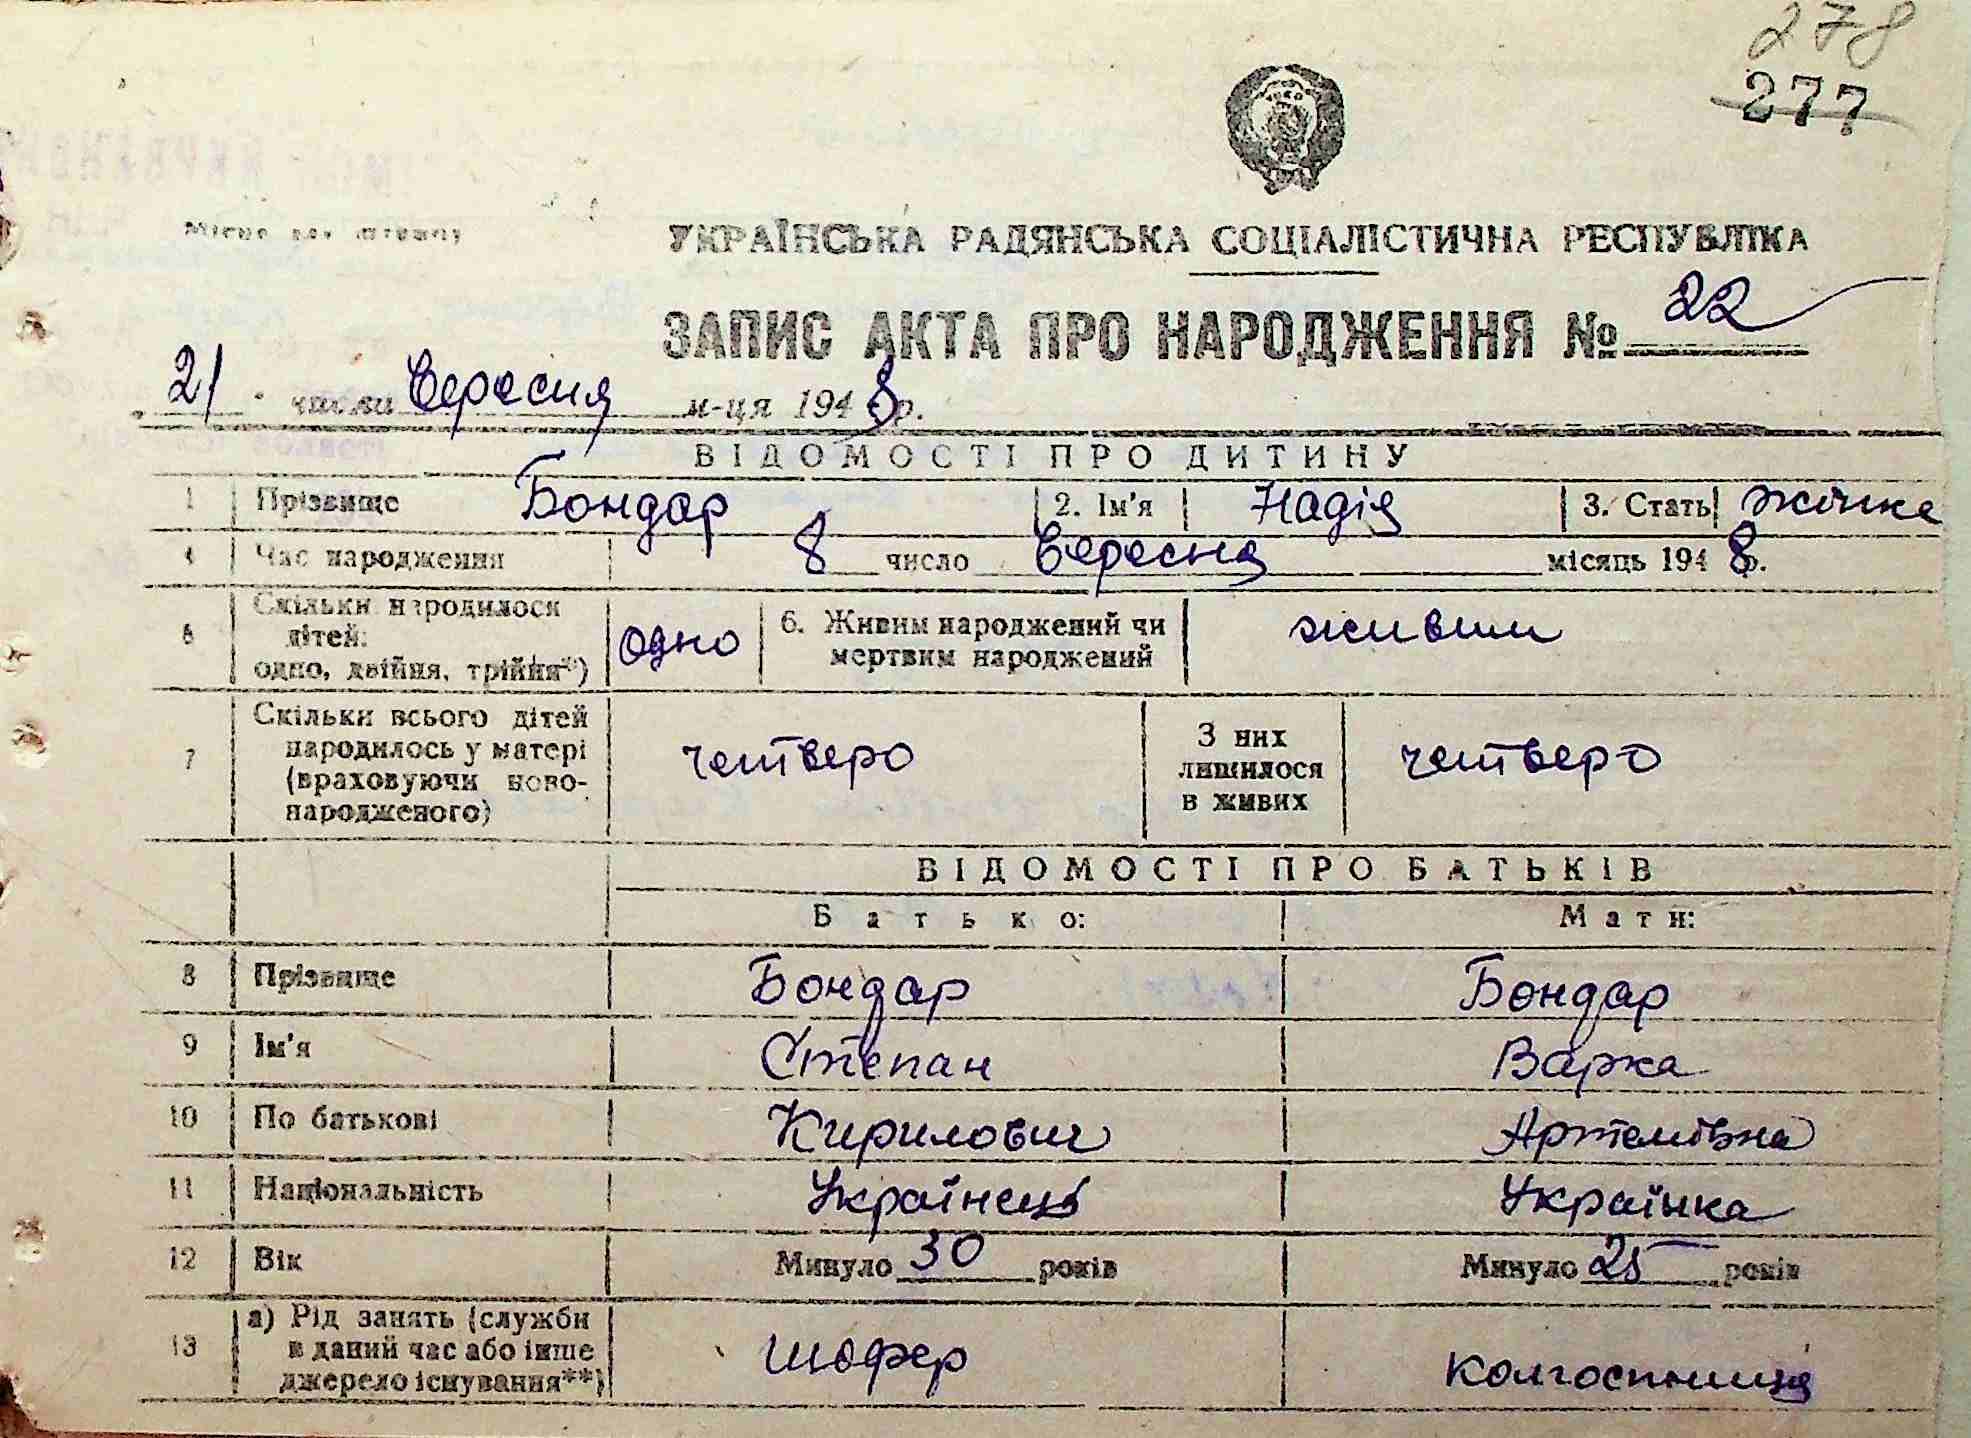 278
277
Місце для штампу
УКРАЇНСЬКА РАДЯНСЬКА СОЦІАЛІСТИЧНА РЕСПУБЛІКА
ЗАПИС АКТА ПРО НАРОДЖЕННЯ № 22
„21" числа Вересня м-ця 1948 р.
ВІДОМОСТІ ПРО ДИТИНУ
1 Прізвище Бондар 2. Ім'я Надія 3. Стать жіноче
4 Час народження 8 число Вересня місяць 1948 р.
5 Скільки народилося дітей: одно, двійня, трійня*) одно 6. Живим народжений чи мертвим народжений живим
7 Скільки всього дітей народилось у матері (враховуючи ново-народженого) четверо З них лишилося в живих четверо
ВІДОМОСТІ ПРО БАТЬКІВ
Батько: Мати:
8 Прізвище Бондар Бондар
9 Ім'я Степан Варка
10 По батькові Кирилович Артемівна
11 Національність Українець Українка
12 Вік Минуло 30 років Минуло 25 років
13 а) Рід занять (служби в даний час або інше джерело існування**) шофер колгоспниця